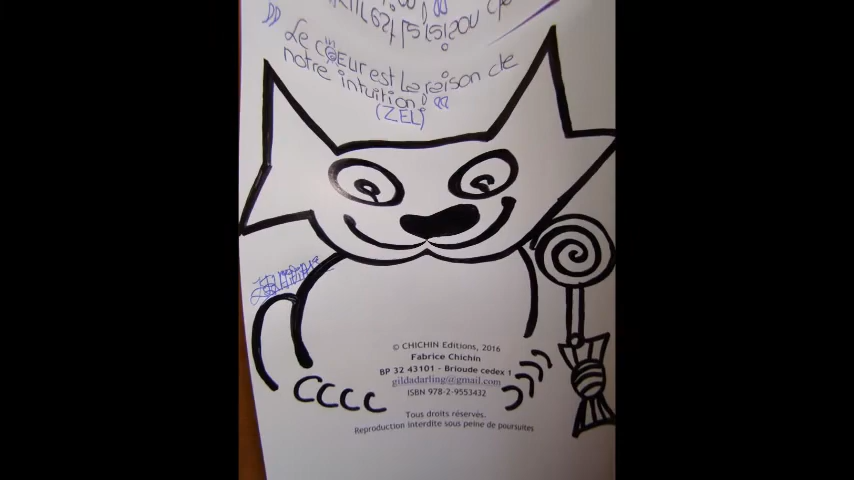 " Le cœur est la raison de
notre intuition! "
(ZEL)
© CHICHIN Editions, 2016
Fabrice Chichin
BP 32 43101 - Brioude cedex 1
gildadarling@gmail.com
ISBN 978-2-9553432
Tous droits réservés.
Reproduction interdite sous peine de poursuites